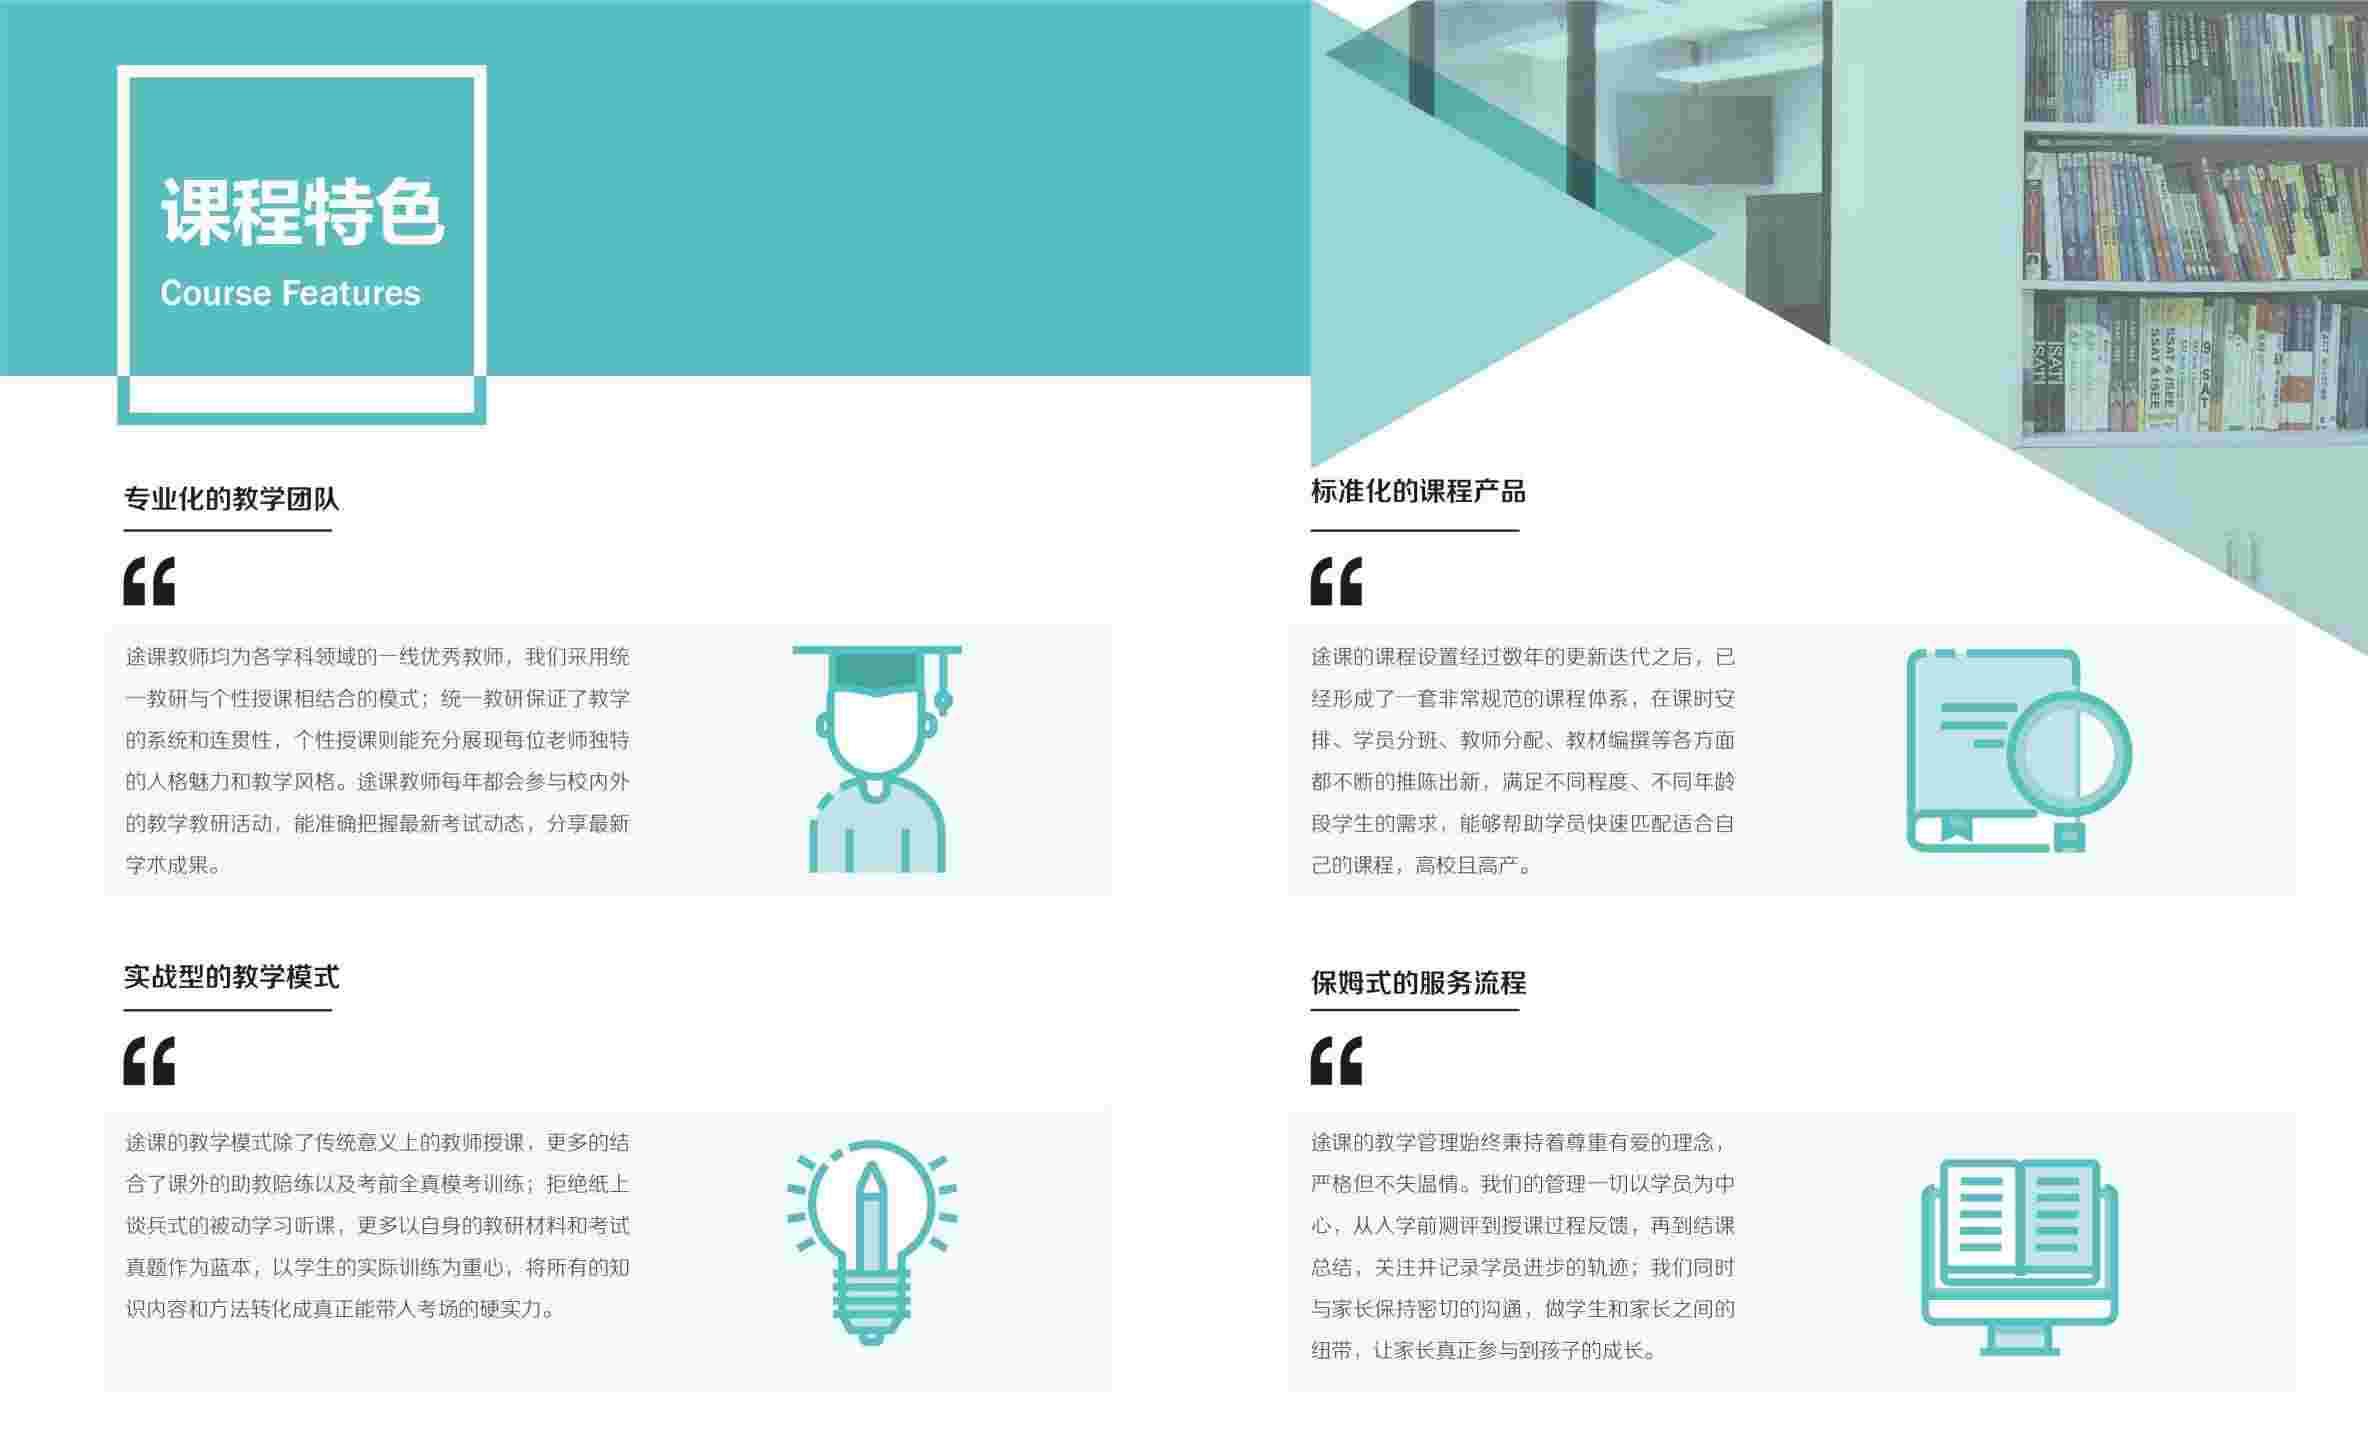 课程特色
Course Features
专业化的教学团队
途课教师均为各学科领域的一线优秀教师，我们采用统
一教研与个性授课相结合的模式；统一教研保证了教学
的系统和连贯性，个性授课则能充分展现每位老师独特
的人格魅力和教学风格。途课教师每年都会参与校内外
的教学教研活动，能准确把握最新考试动态，分享最新
学术成果。
实战型的教学模式
途课的教学模式除了传统意义上的教师授课，更多的结
合了课外的助教陪练以及考前全真模考训练；拒绝纸上
谈兵式的被动学习听课，更多以自身的教研材料和考试
真题作为蓝本，以学生的实际训练为重心，将所有的知
识内容和方法转化成真正能带人考场的硬实力。
标准化的课程产品
途课的课程设置经过数年的更新迭代之后，已
经形成了一套非常规范的课程体系，在课时安
排、学员分班、教师分配、教材编撰等各方面
都不断的推陈出新，满足不同程度、不同年龄
段学生的需求，能够帮助学员快速匹配适合自
己的课程，高校且高产。
保姆式的服务流程
途课的教学管理始终秉持着尊重有爱的理念，
严格但不失温情。我们的管理一切以学员为中
心，从入学前测评到授课过程反馈，再到结课
总结，关注并记录学员进步的轨迹；我们同时
与家长保持密切的沟通，做学生和家长之间的
纽带，让家长真正参与到孩子的成长。
SSAT & ISEE
SSAT & ISEE
SAT